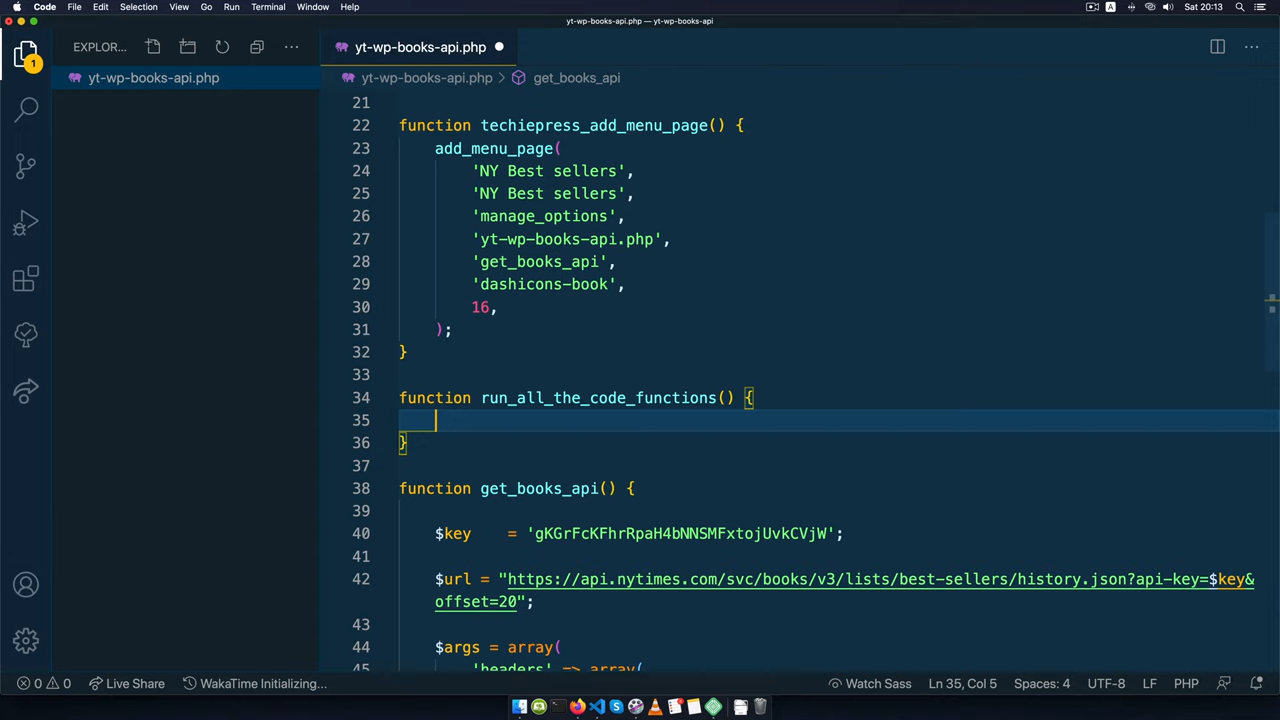 Code File Edit Selection View Go Run Terminal Window Help A Sat 20:13
yt-wp-books-api.php — yt-wp-books-api
EXPLOR... yt-wp-books-api.php
1
yt-wp-books-api.php yt-wp-books-api.php > get_books_api
21
22 function techiepress_add_menu_page() {
23 add_menu_page(
24 'NY Best sellers',
25 'NY Best sellers',
26 'manage_options',
27 'yt-wp-books-api.php',
28 'get_books_api',
29 'dashicons-book',
30 16,
31 );
32 }
33
34 function run_all_the_code_functions() {
35
36 }
37
38 function get_books_api() {
39
40 $key = 'gKGrFcKFhrRpaH4bNNSMFxtojUvkCVjW';
41
42 $url = "https://api.nytimes.com/svc/books/v3/lists/best-sellers/history.json?api-key=$key&
offset=20";
43
44 $args = array(
45 'headers' => array(
0 0 Live Share WakaTime Initializing... Watch Sass Ln 35, Col 5 Spaces: 4 UTF-8 LF PHP